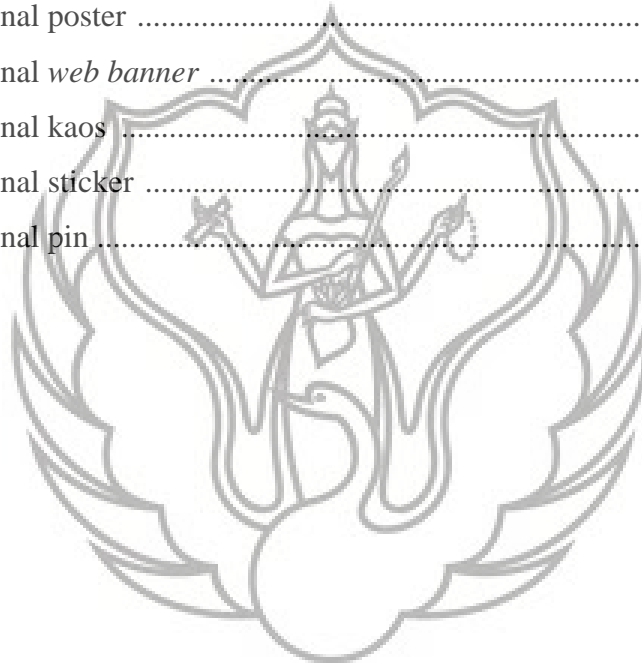 nal poster ........................................................................
nal web banner ..............................................................
nal kaos ..........................................................................
nal sticker .......................................................................
nal pin .............................................................................